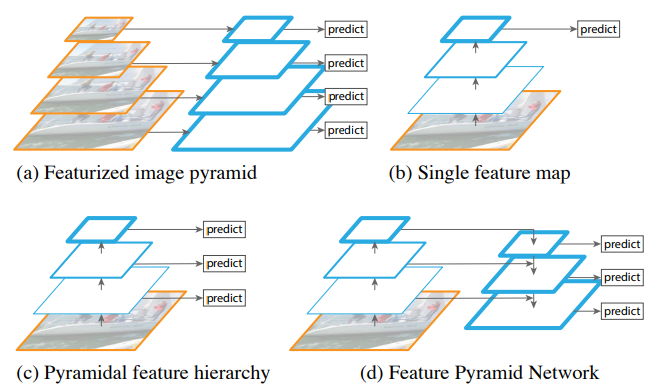 predict
predict
predict
predict
predict
(a) Featurized image pyramid
(b) Single feature map
predict
predict
predict
predict
predict
predict
(c) Pyramidal feature hierarchy
(d) Feature Pyramid Network